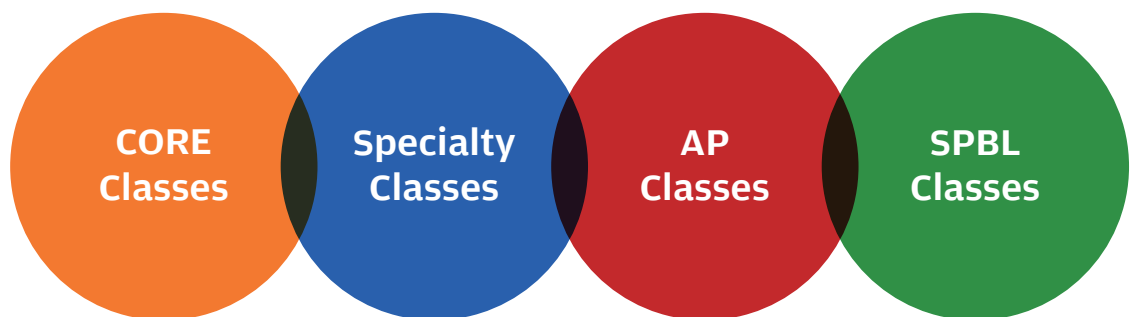 CORE
Classes
Specialty
Classes
AP
Classes
SPBL
Classes